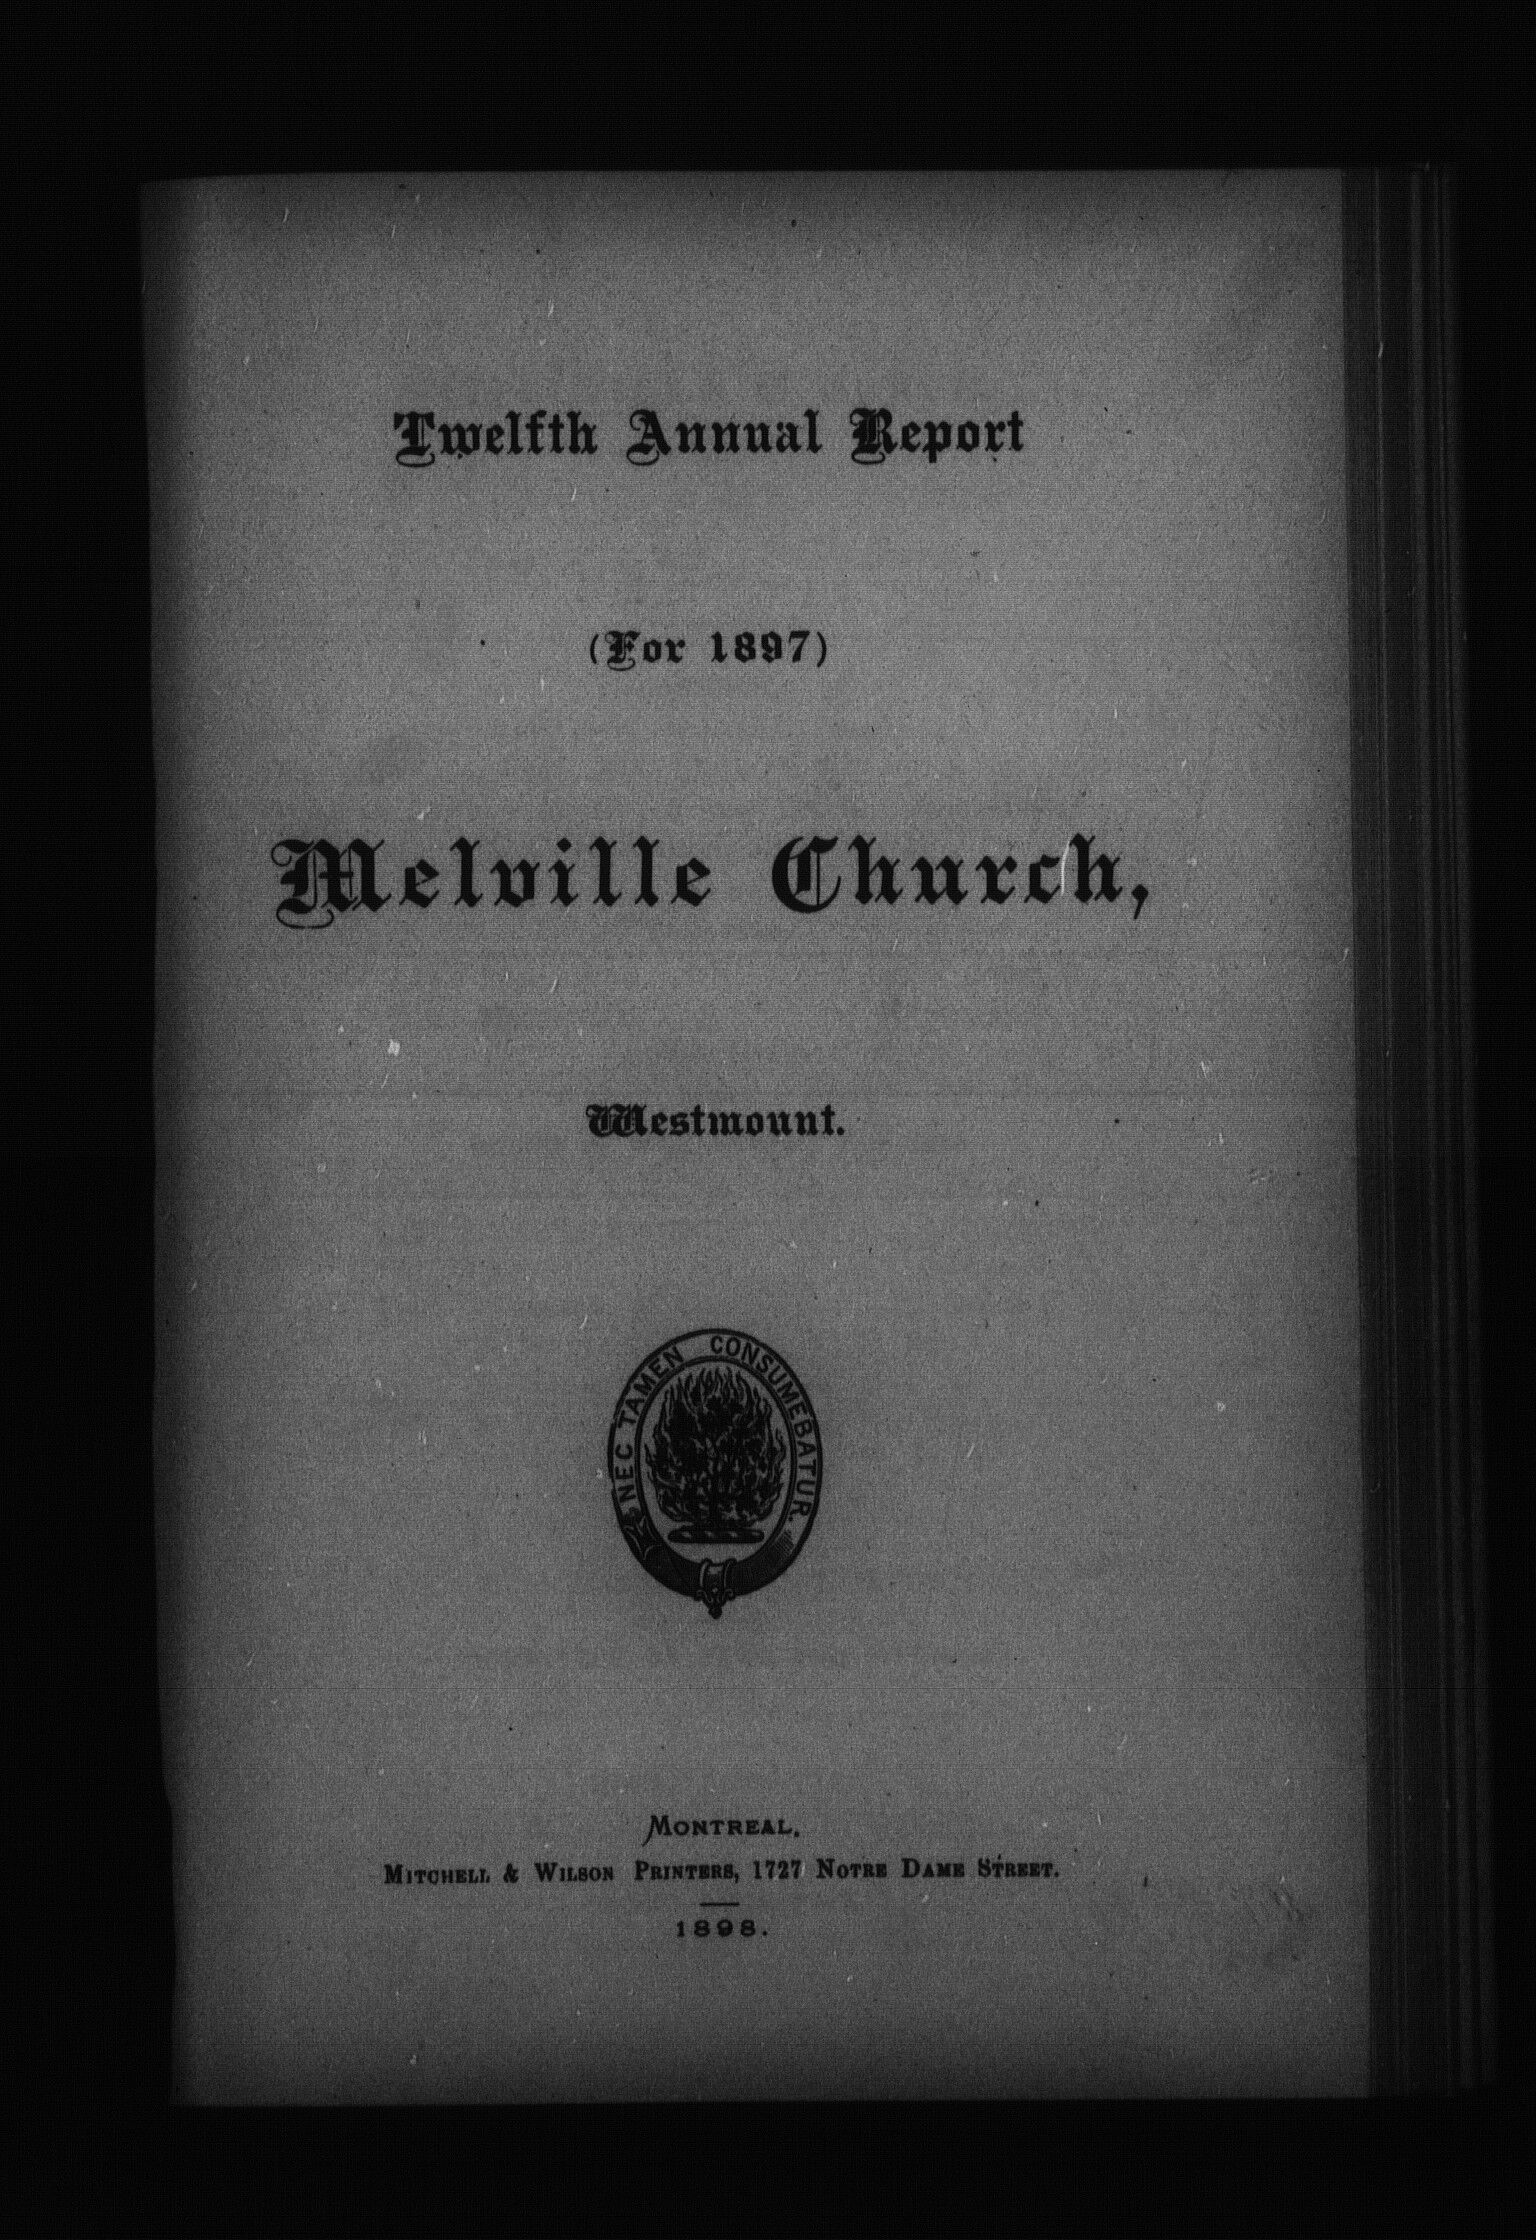 Twelfth Annual Report
(For 1897)
Melville Church,
Westmount.
NEC TAMEN CONSUMEBATUR.
MONTREAL.
MITCHELL & WILSON PRINTERS, 1727 NOTRE DAME STREET.
1898.